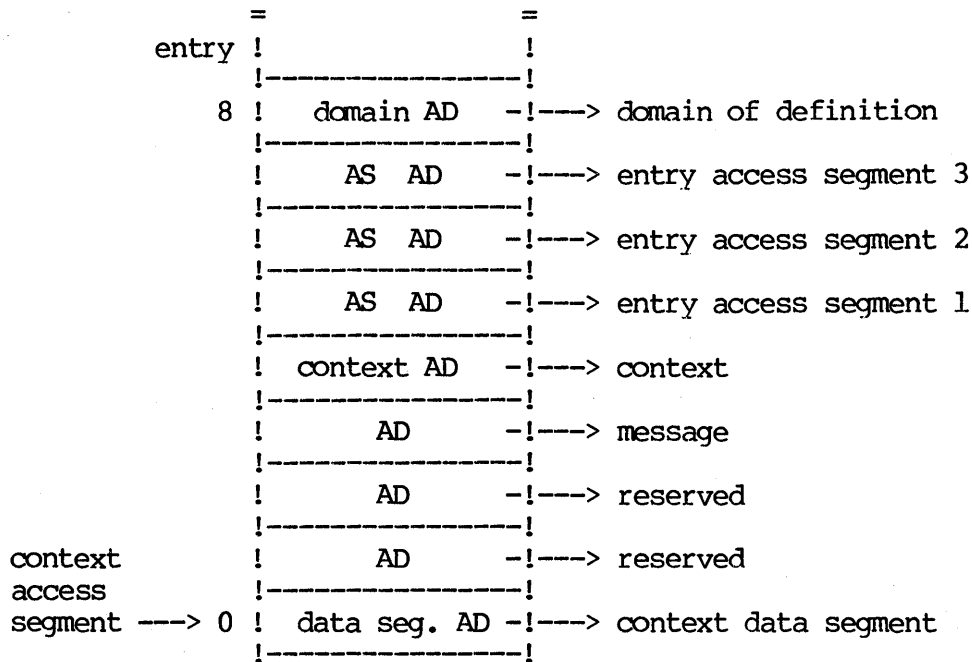 =                  =
      entry !                  !
            !------------------!
          8 !   domain AD     -!---> domain of definition
            !------------------!
            !     AS  AD      -!---> entry access segment 3
            !------------------!
            !     AS  AD      -!---> entry access segment 2
            !------------------!
            !     AS  AD      -!---> entry access segment 1
            !------------------!
            !  context AD     -!---> context
            !------------------!
            !       AD        -!---> message
            !------------------!
            !       AD        -!---> reserved
            !------------------!
context     !       AD        -!---> reserved
access      !------------------!
segment ---> 0 !  data seg. AD -!---> context data segment
            !------------------!